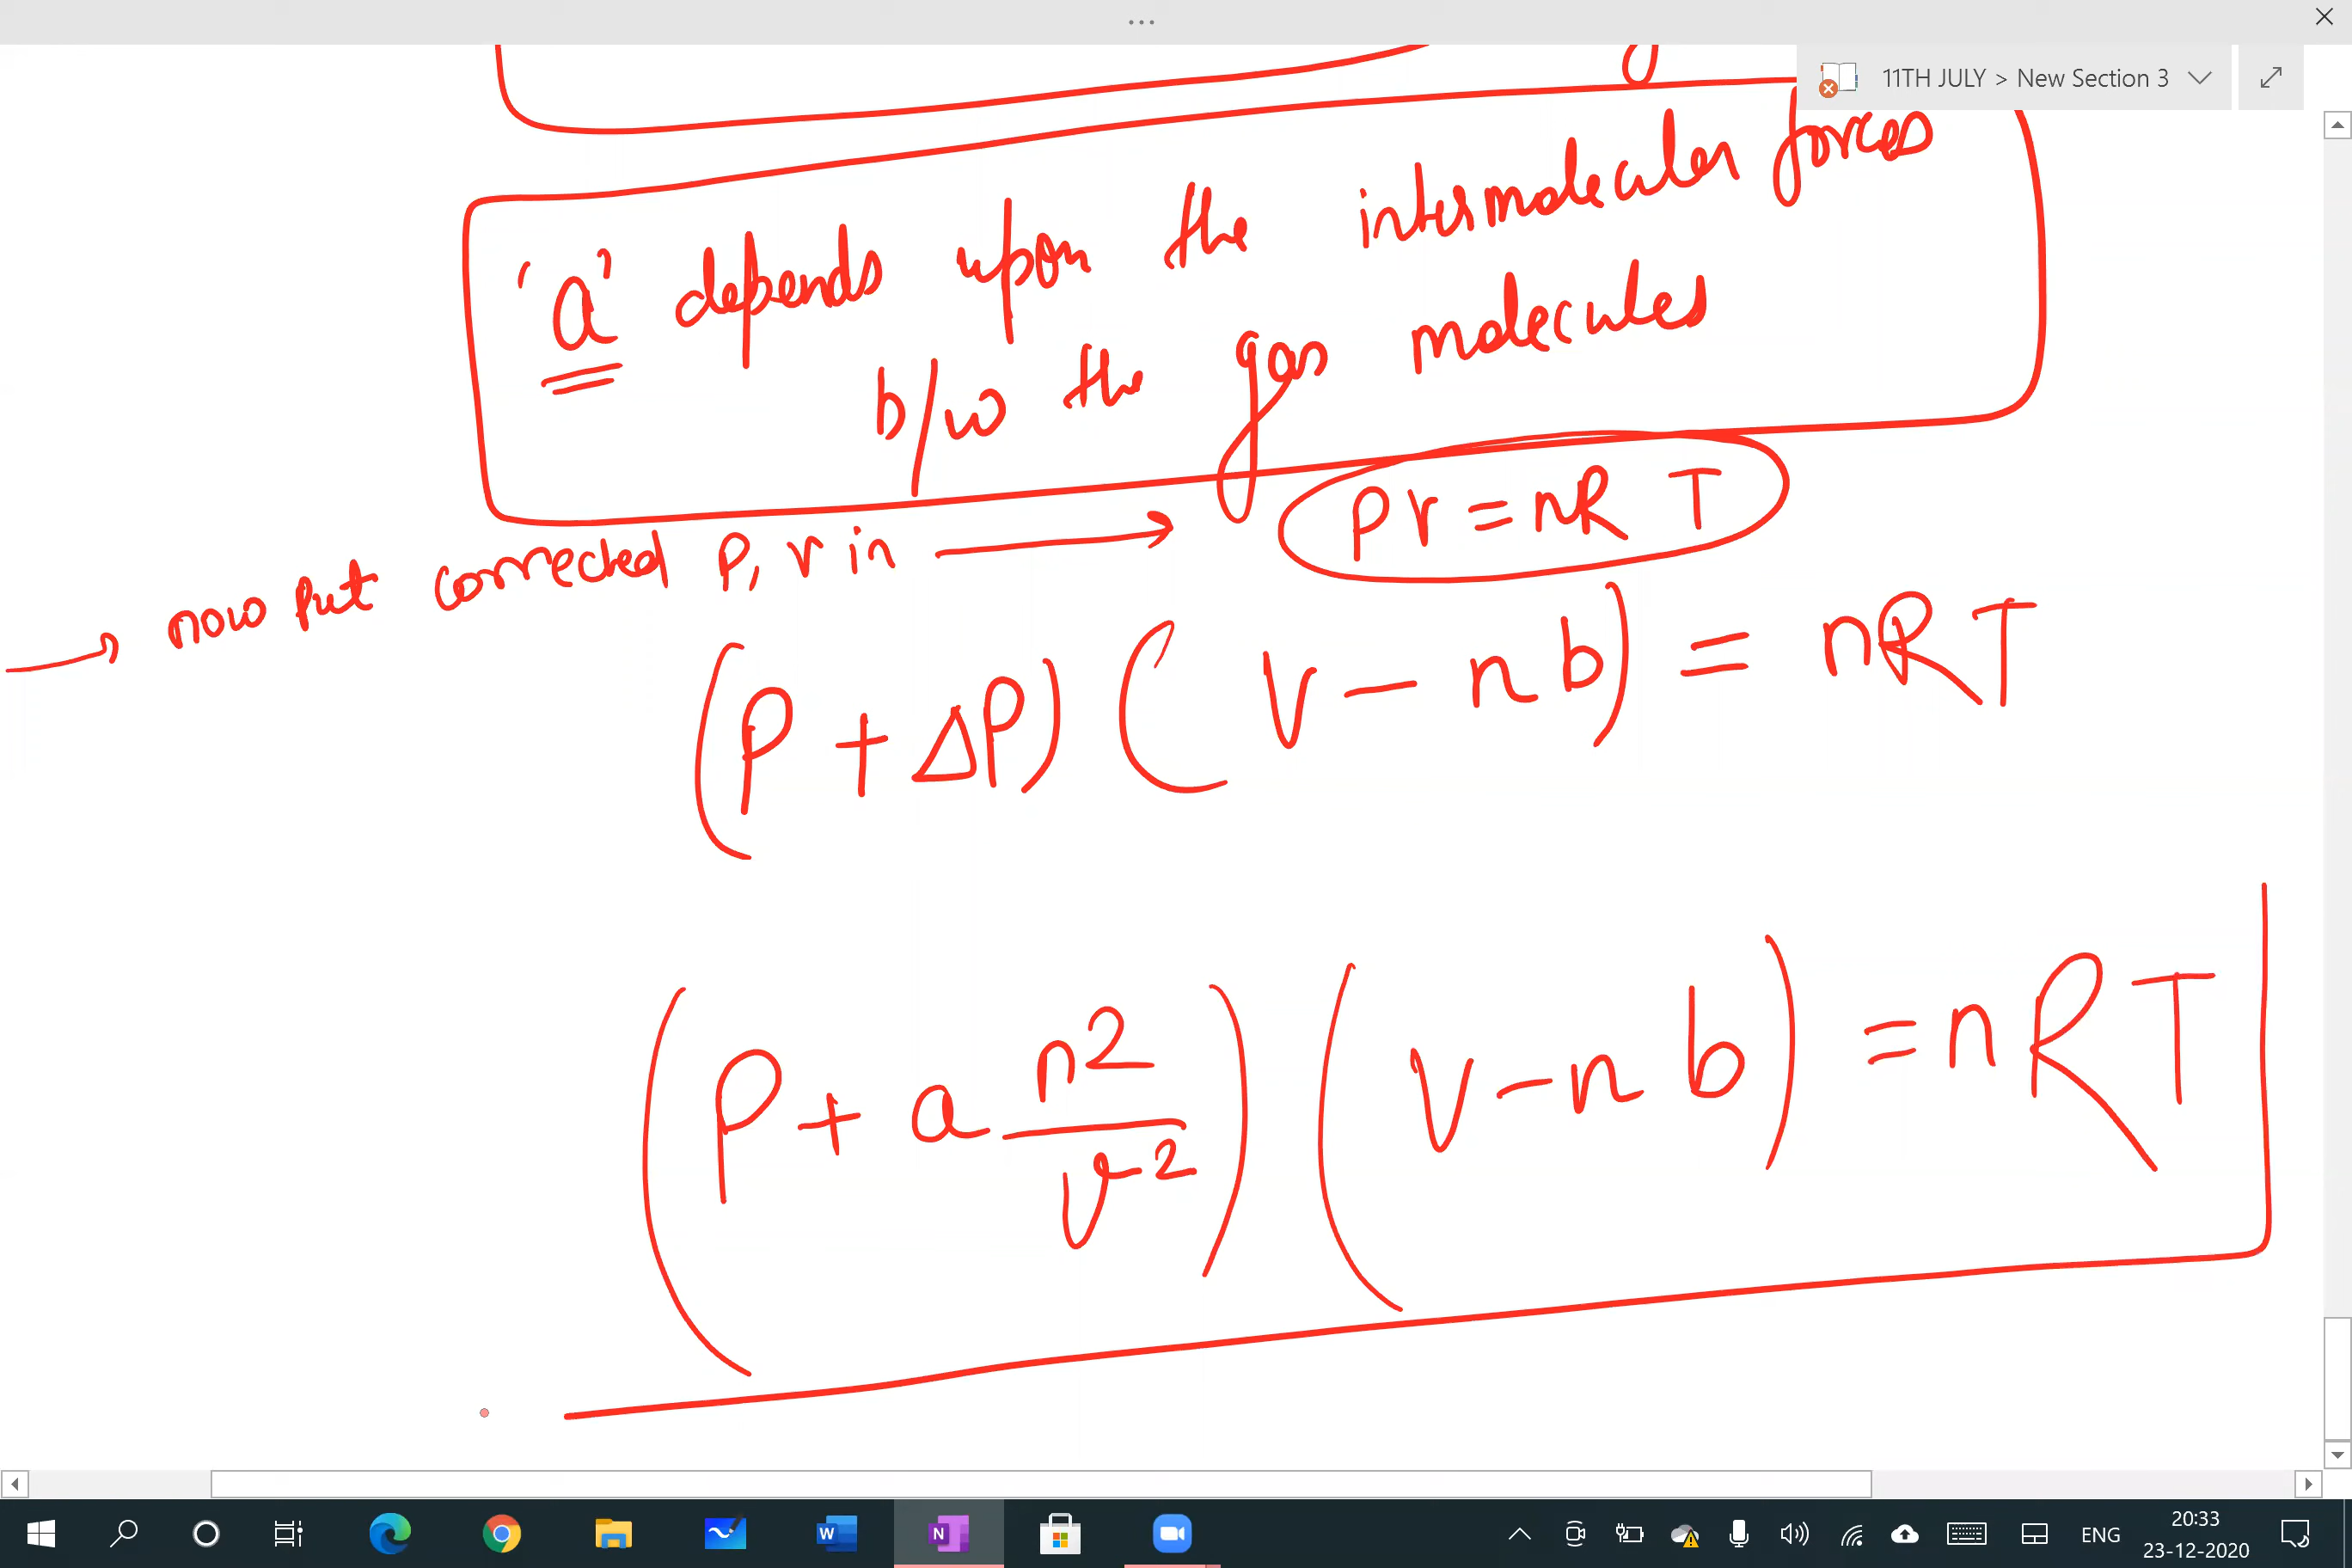 11TH JULY > New Section 3
'a' depends upon the intermolecular forces
b/w the gas molecules
→ now put corrected P, V in → PV = nRT
(P + ΔP) (V − nb) = nRT
(P + a n²/V²) (V − nb) = nRT
ENG
20:33
23-12-2020